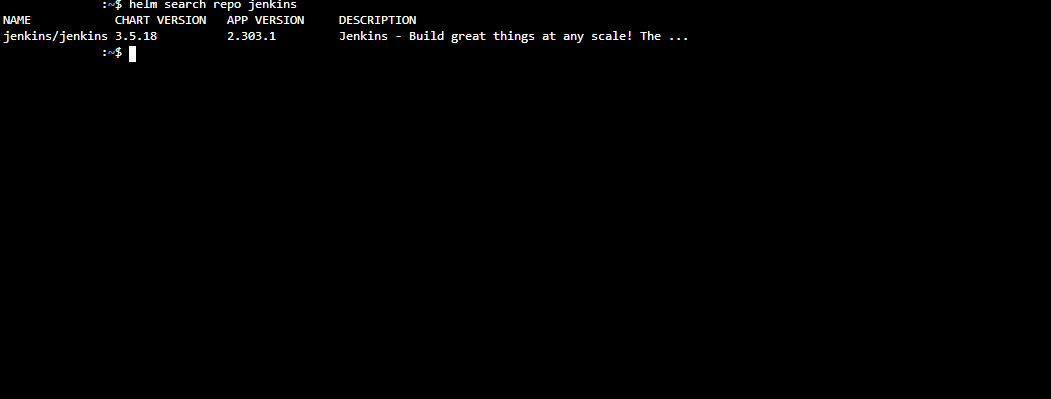 :~$ helm search repo jenkins
NAME CHART VERSION APP VERSION DESCRIPTION
jenkins/jenkins 3.5.18 2.303.1 Jenkins - Build great things at any scale! The ...
:~$